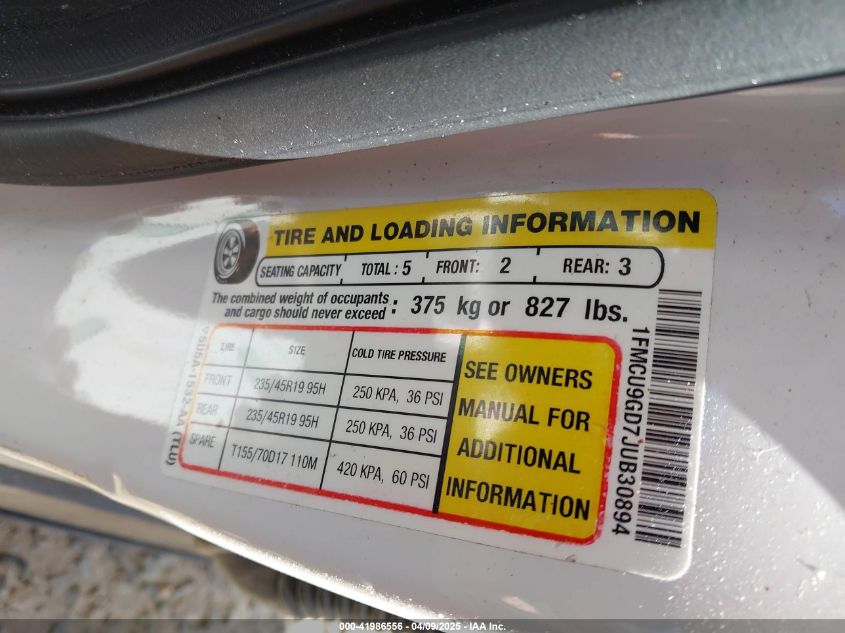 TIRE AND LOADING INFORMATION
SEATING CAPACITY TOTAL : 5 FRONT: 2 REAR: 3
The combined weight of occupants
and cargo should never exceed : 375 kg or 827 lbs.
TIRE SIZE COLD TIRE PRESSURE
FRONT 235/45R19 95H 250 KPA, 36 PSI
REAR 235/45R19 95H 250 KPA, 36 PSI
SPARE T155/70D17 110M 420 KPA, 60 PSI
SEE OWNERS
MANUAL FOR
ADDITIONAL
INFORMATION
1FMCU9GD7JUB30894
000-41986556 04/09/2025 - IAA Inc.